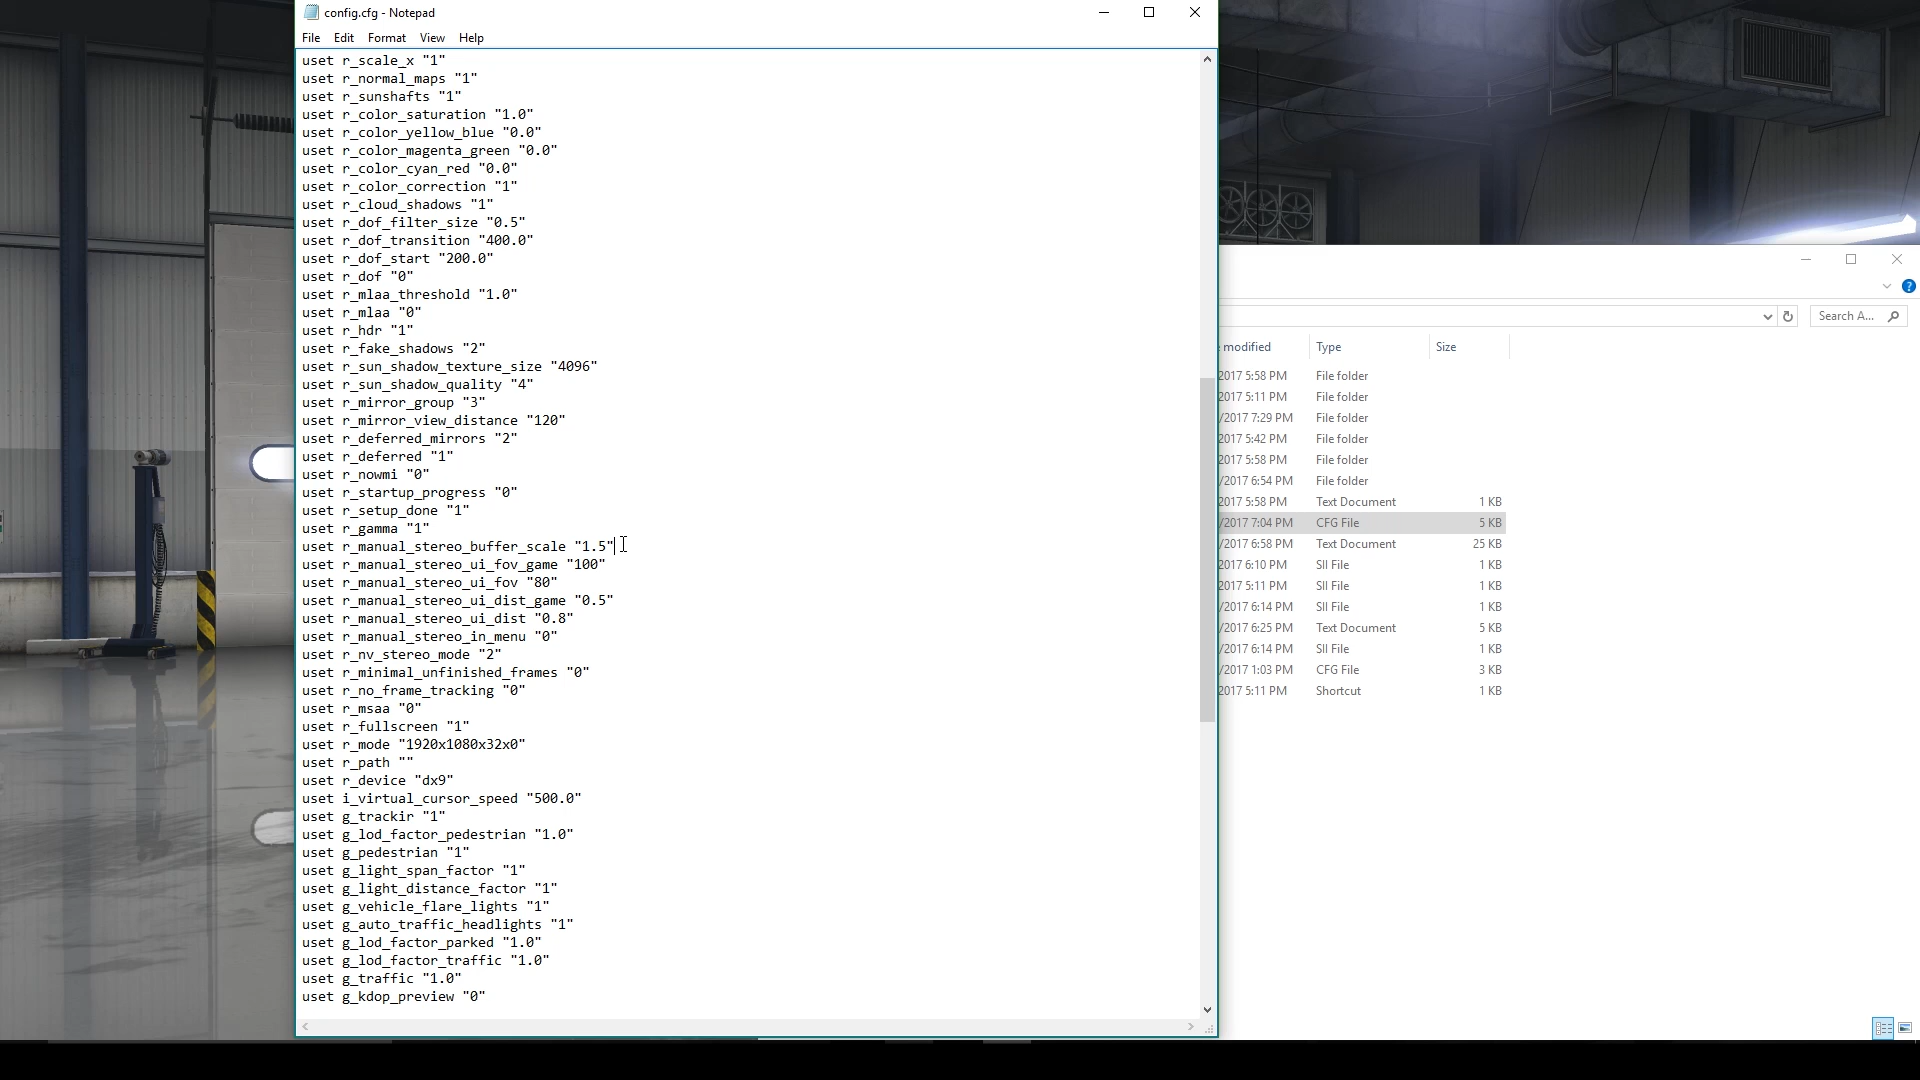 config.cfg - Notepad
File Edit Format View Help
uset r_scale_x "1"
uset r_normal_maps "1"
uset r_sunshafts "1"
uset r_color_saturation "1.0"
uset r_color_yellow_blue "0.0"
uset r_color_magenta_green "0.0"
uset r_color_cyan_red "0.0"
uset r_color_correction "1"
uset r_cloud_shadows "1"
uset r_dof_filter_size "0.5"
uset r_dof_transition "400.0"
uset r_dof_start "200.0"
uset r_dof "0"
uset r_mlaa_threshold "1.0"
uset r_mlaa "0"
uset r_hdr "1"
uset r_fake_shadows "2"
uset r_sun_shadow_texture_size "4096"
uset r_sun_shadow_quality "4"
uset r_mirror_group "3"
uset r_mirror_view_distance "120"
uset r_deferred_mirrors "2"
uset r_deferred "1"
uset r_nowmi "0"
uset r_startup_progress "0"
uset r_setup_done "1"
uset r_gamma "1"
uset r_manual_stereo_buffer_scale "1.5"
uset r_manual_stereo_ui_fov_game "100"
uset r_manual_stereo_ui_fov "80"
uset r_manual_stereo_ui_dist_game "0.5"
uset r_manual_stereo_ui_dist "0.8"
uset r_manual_stereo_in_menu "0"
uset r_nv_stereo_mode "2"
uset r_minimal_unfinished_frames "0"
uset r_no_frame_tracking "0"
uset r_msaa "0"
uset r_fullscreen "1"
uset r_mode "1920x1080x32x0"
uset r_path ""
uset r_device "dx9"
uset i_virtual_cursor_speed "500.0"
uset g_trackir "1"
uset g_lod_factor_pedestrian "1.0"
uset g_pedestrian "1"
uset g_light_span_factor "1"
uset g_light_distance_factor "1"
uset g_vehicle_flare_lights "1"
uset g_auto_traffic_headlights "1"
uset g_lod_factor_parked "1.0"
uset g_lod_factor_traffic "1.0"
uset g_traffic "1.0"
uset g_kdop_preview "0"
Search A...
modified Type Size
2017 5:58 PM File folder
2017 5:11 PM File folder
/2017 7:29 PM File folder
2017 5:42 PM File folder
2017 5:58 PM File folder
/2017 6:54 PM File folder
2017 5:58 PM Text Document 1 KB
/2017 7:04 PM CFG File 5 KB
/2017 6:58 PM Text Document 25 KB
/2017 6:10 PM SII File 1 KB
/2017 5:11 PM SII File 1 KB
/2017 6:14 PM SII File 1 KB
/2017 6:25 PM Text Document 5 KB
/2017 6:14 PM SII File 1 KB
/2017 1:03 PM CFG File 3 KB
2017 5:11 PM Shortcut 1 KB